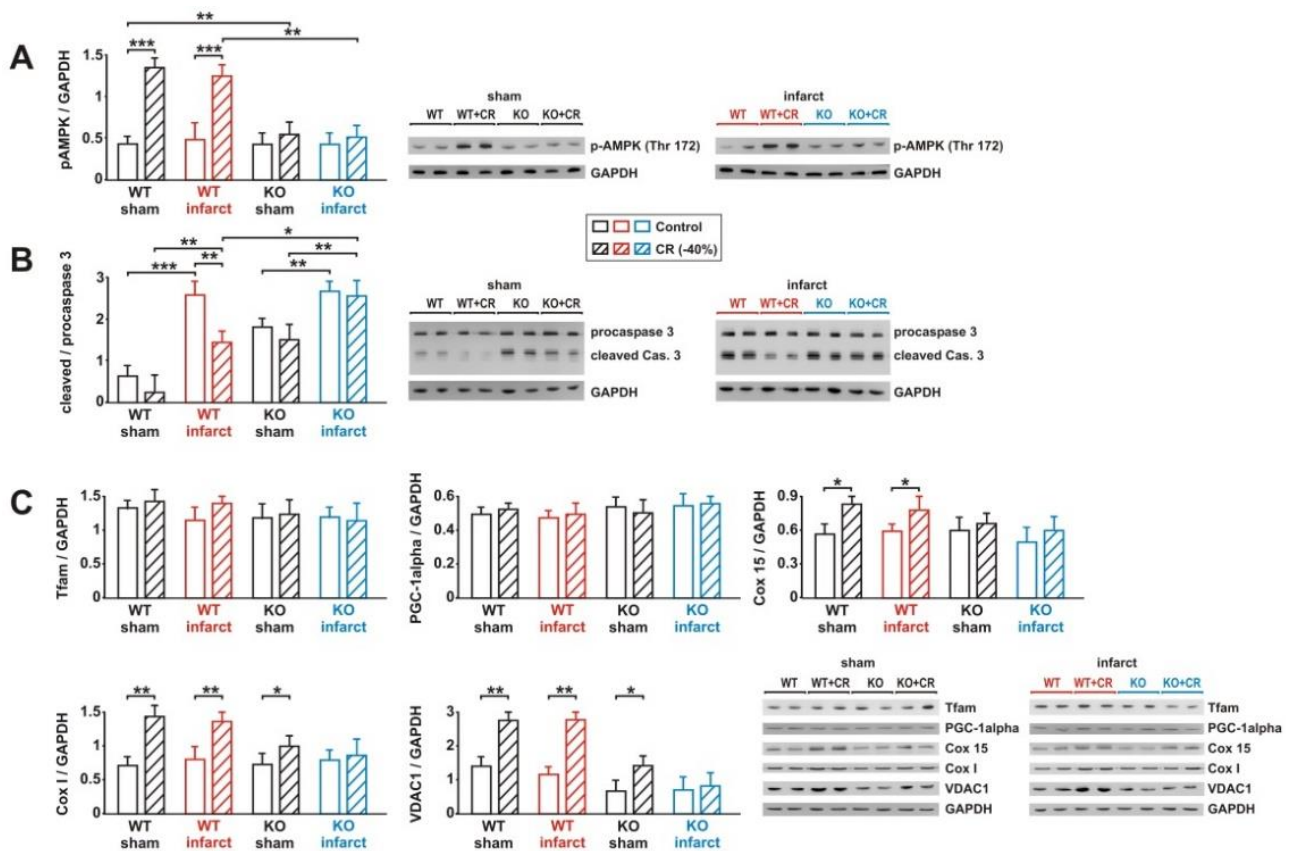 A
pAMPK / GAPDH
1.5
1
0.5
0
**
***
***
**
WT
sham
WT
infarct
KO
sham
KO
infarct
sham
WT WT+CR KO KO+CR
p-AMPK (Thr 172)
GAPDH
infarct
WT WT+CR KO KO+CR
p-AMPK (Thr 172)
GAPDH
Control
CR (-40%)
B
cleaved / procaspase 3
3
2
1
0
*
**
**
***
**
**
WT
sham
WT
infarct
KO
sham
KO
infarct
sham
WT WT+CR KO KO+CR
procaspase 3
cleaved Cas. 3
GAPDH
infarct
WT WT+CR KO KO+CR
procaspase 3
cleaved Cas. 3
GAPDH
C
Tfam / GAPDH
1.5
1
0.5
0
WT
sham
WT
infarct
KO
sham
KO
infarct
PGC-1alpha / GAPDH
0.6
0.4
0.2
0
WT
sham
WT
infarct
KO
sham
KO
infarct
Cox 15 / GAPDH
0.9
0.6
0.3
0
*
*
WT
sham
WT
infarct
KO
sham
KO
infarct
Cox I / GAPDH
1.5
1
0.5
0
**
**
*
WT
sham
WT
infarct
KO
sham
KO
infarct
VDAC1 / GAPDH
3
2
1
0
**
**
*
WT
sham
WT
infarct
KO
sham
KO
infarct
sham
WT WT+CR KO KO+CR
Tfam
PGC-1alpha
Cox 15
Cox I
VDAC1
GAPDH
infarct
WT WT+CR KO KO+CR
Tfam
PGC-1alpha
Cox 15
Cox I
VDAC1
GAPDH